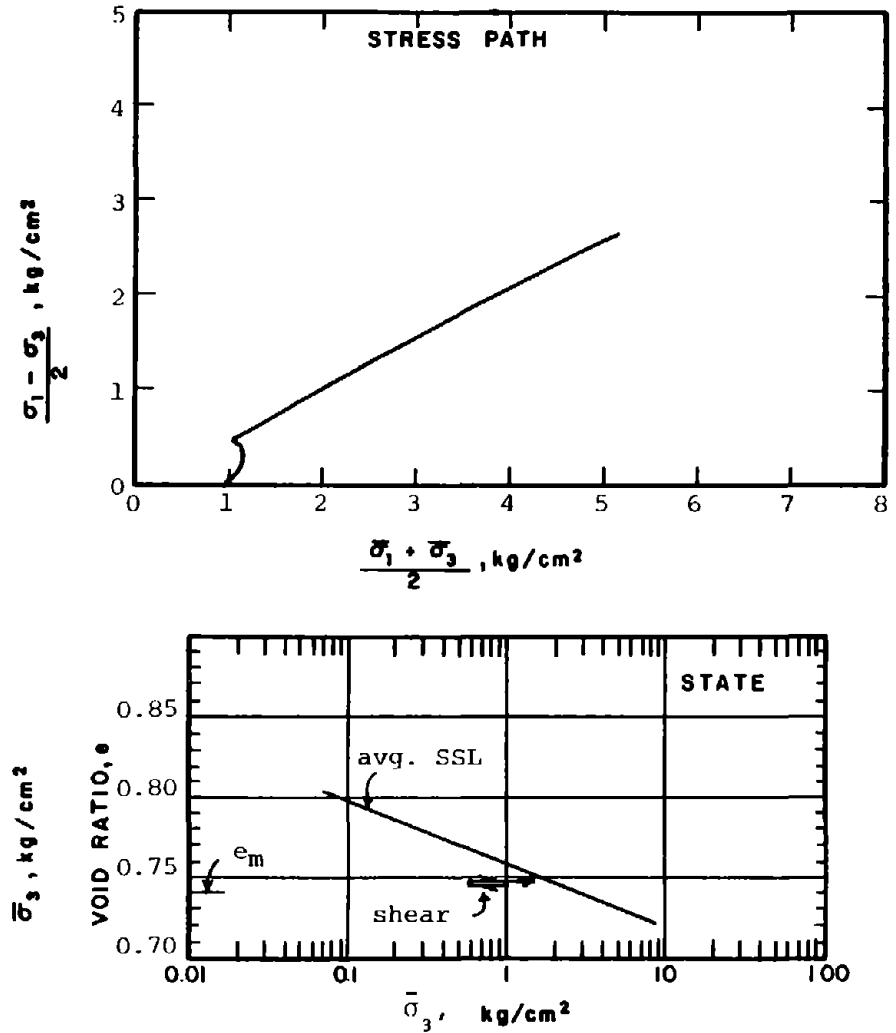 STRESS PATH
5
4
3
2
1
0
σ₁ − σ₃
2
, kg/cm²
0 1 2 3 4 5 6 7 8
σ̄₁ + σ̄₃
2
, kg/cm²
STATE
0.85
0.80
0.75
0.70
avg. SSL
eₘ
shear
σ̄₃, kg/cm²
VOID RATIO, e
0.01 0.1 1 10 100
σ̄₃, kg/cm²